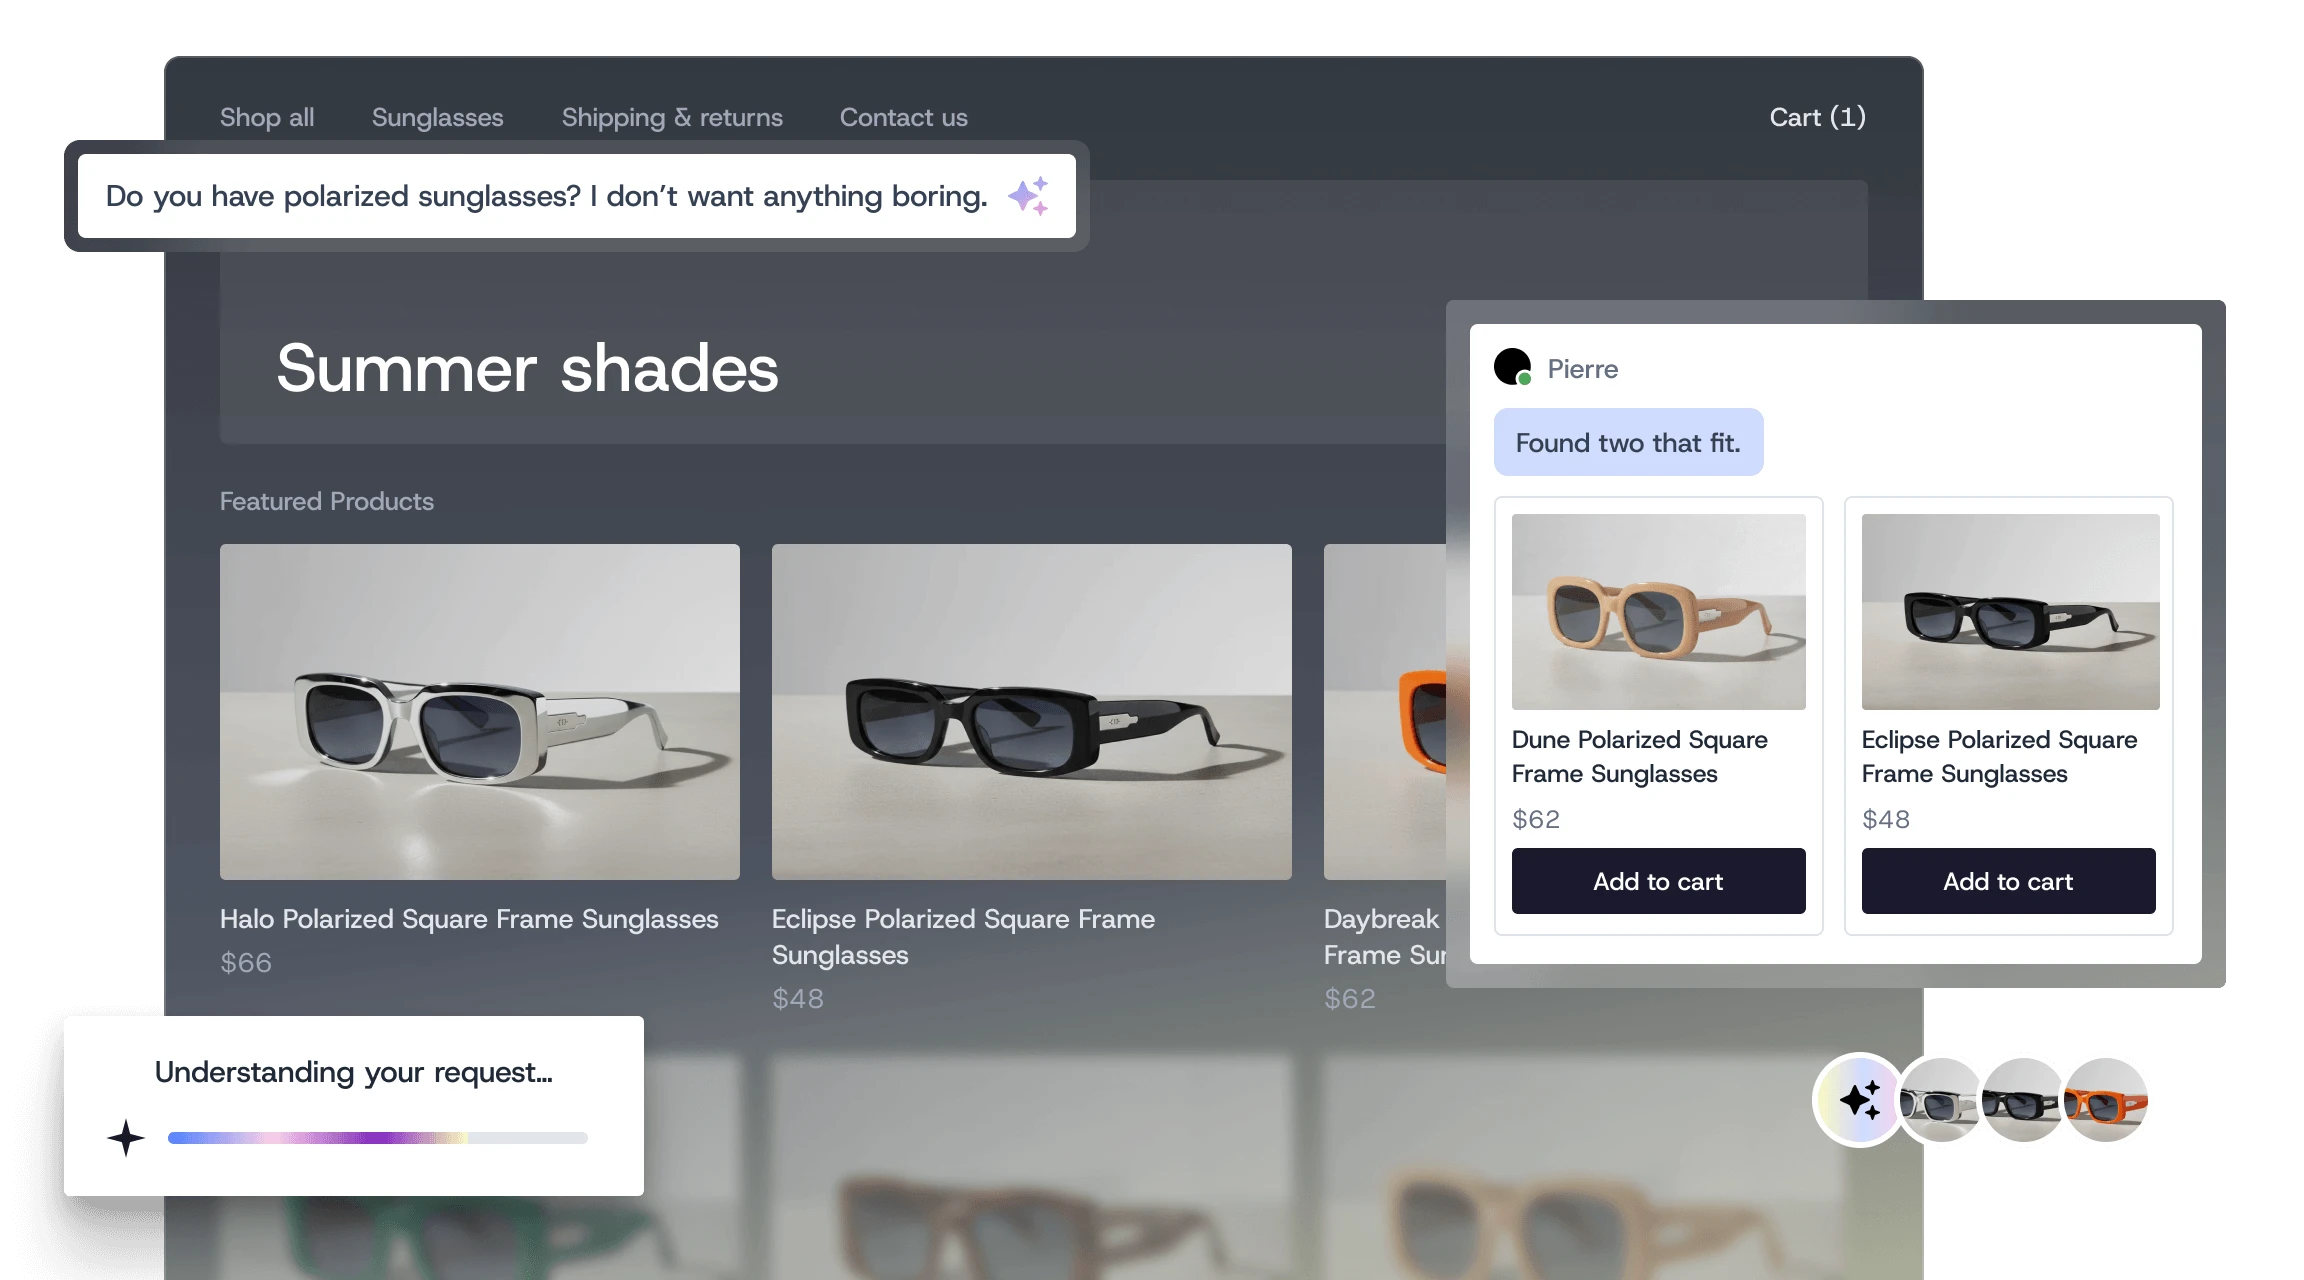 Shop all
Sunglasses
Shipping & returns
Contact us
Cart (1)
Do you have polarized sunglasses? I don’t want anything boring.
Summer shades
Featured Products
Halo Polarized Square Frame Sunglasses
$66
Eclipse Polarized Square Frame
Sunglasses
$48
Daybreak
Frame
$62
Pierre
Found two that fit.
Dune Polarized Square
Frame Sunglasses
$62
Add to cart
Eclipse Polarized Square
Frame Sunglasses
$48
Add to cart
Understanding your request...